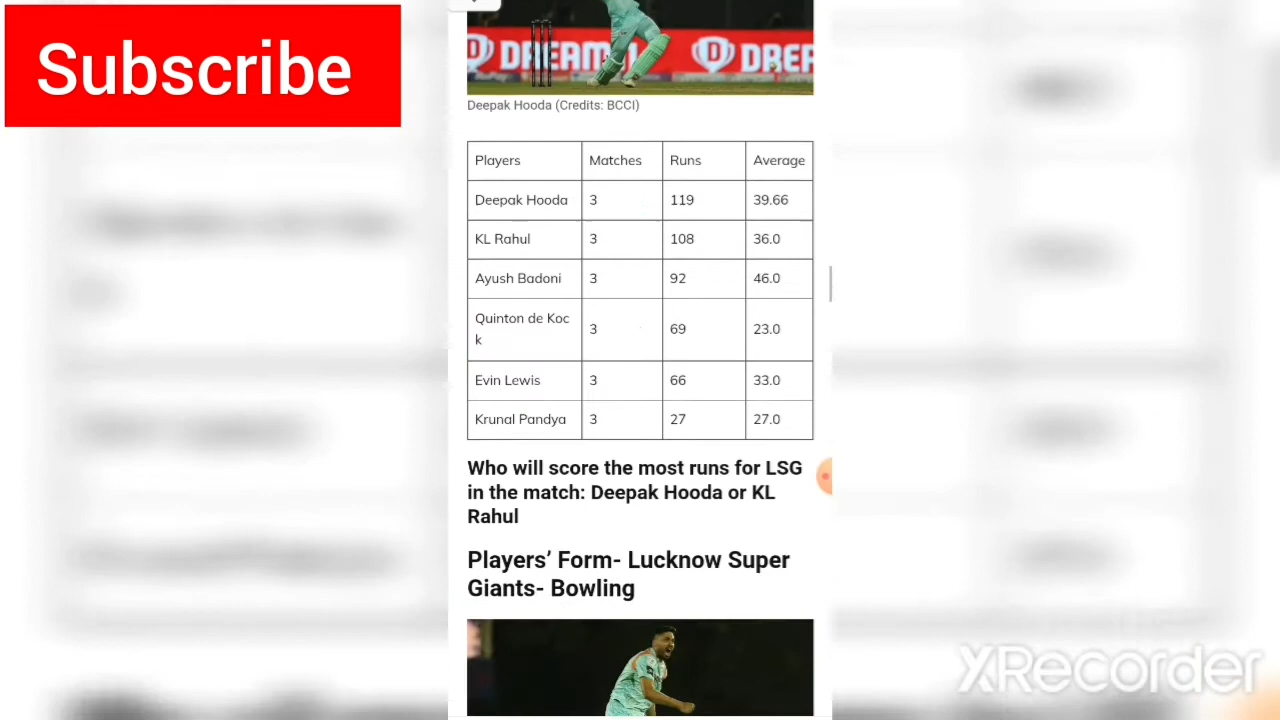 Subscribe
DREAM
DREA
Deepak Hooda (Credits: BCCI)
Players Matches Runs Average
Deepak Hooda 3 119 39.66
KL Rahul 3 108 36.0
Ayush Badoni 3 92 46.0
Quinton de Koc
k 3 69 23.0
Evin Lewis 3 66 33.0
Krunal Pandya 3 27 27.0
Who will score the most runs for LSG
in the match: Deepak Hooda or KL
Rahul
Players’ Form- Lucknow Super
Giants- Bowling
XRecorder